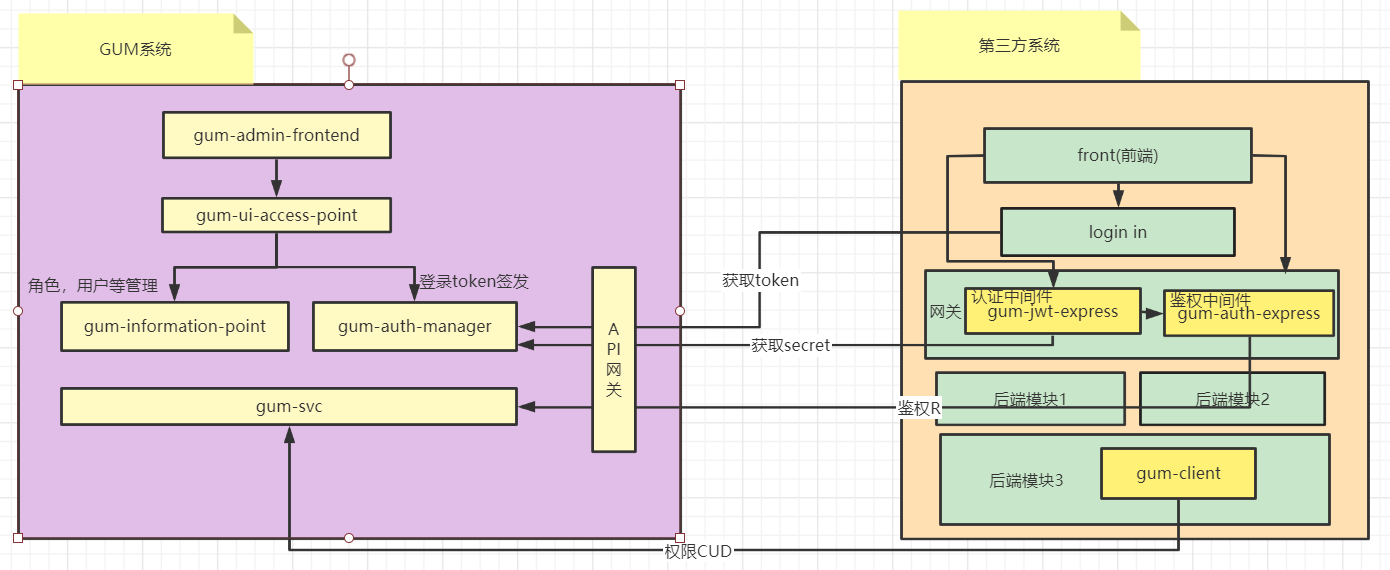 GUM系统
第三方系统
gum-admin-frontend
front(前端)
gum-ui-access-point
login in
角色，用户等管理
登录token签发
获取token
网关
认证中间件
gum-jwt-express
鉴权中间件
gum-auth-express
gum-information-point
gum-auth-manager
A
PI
网
关
获取secret
gum-svc
鉴权R
后端模块1
后端模块2
后端模块3
gum-client
权限CUD